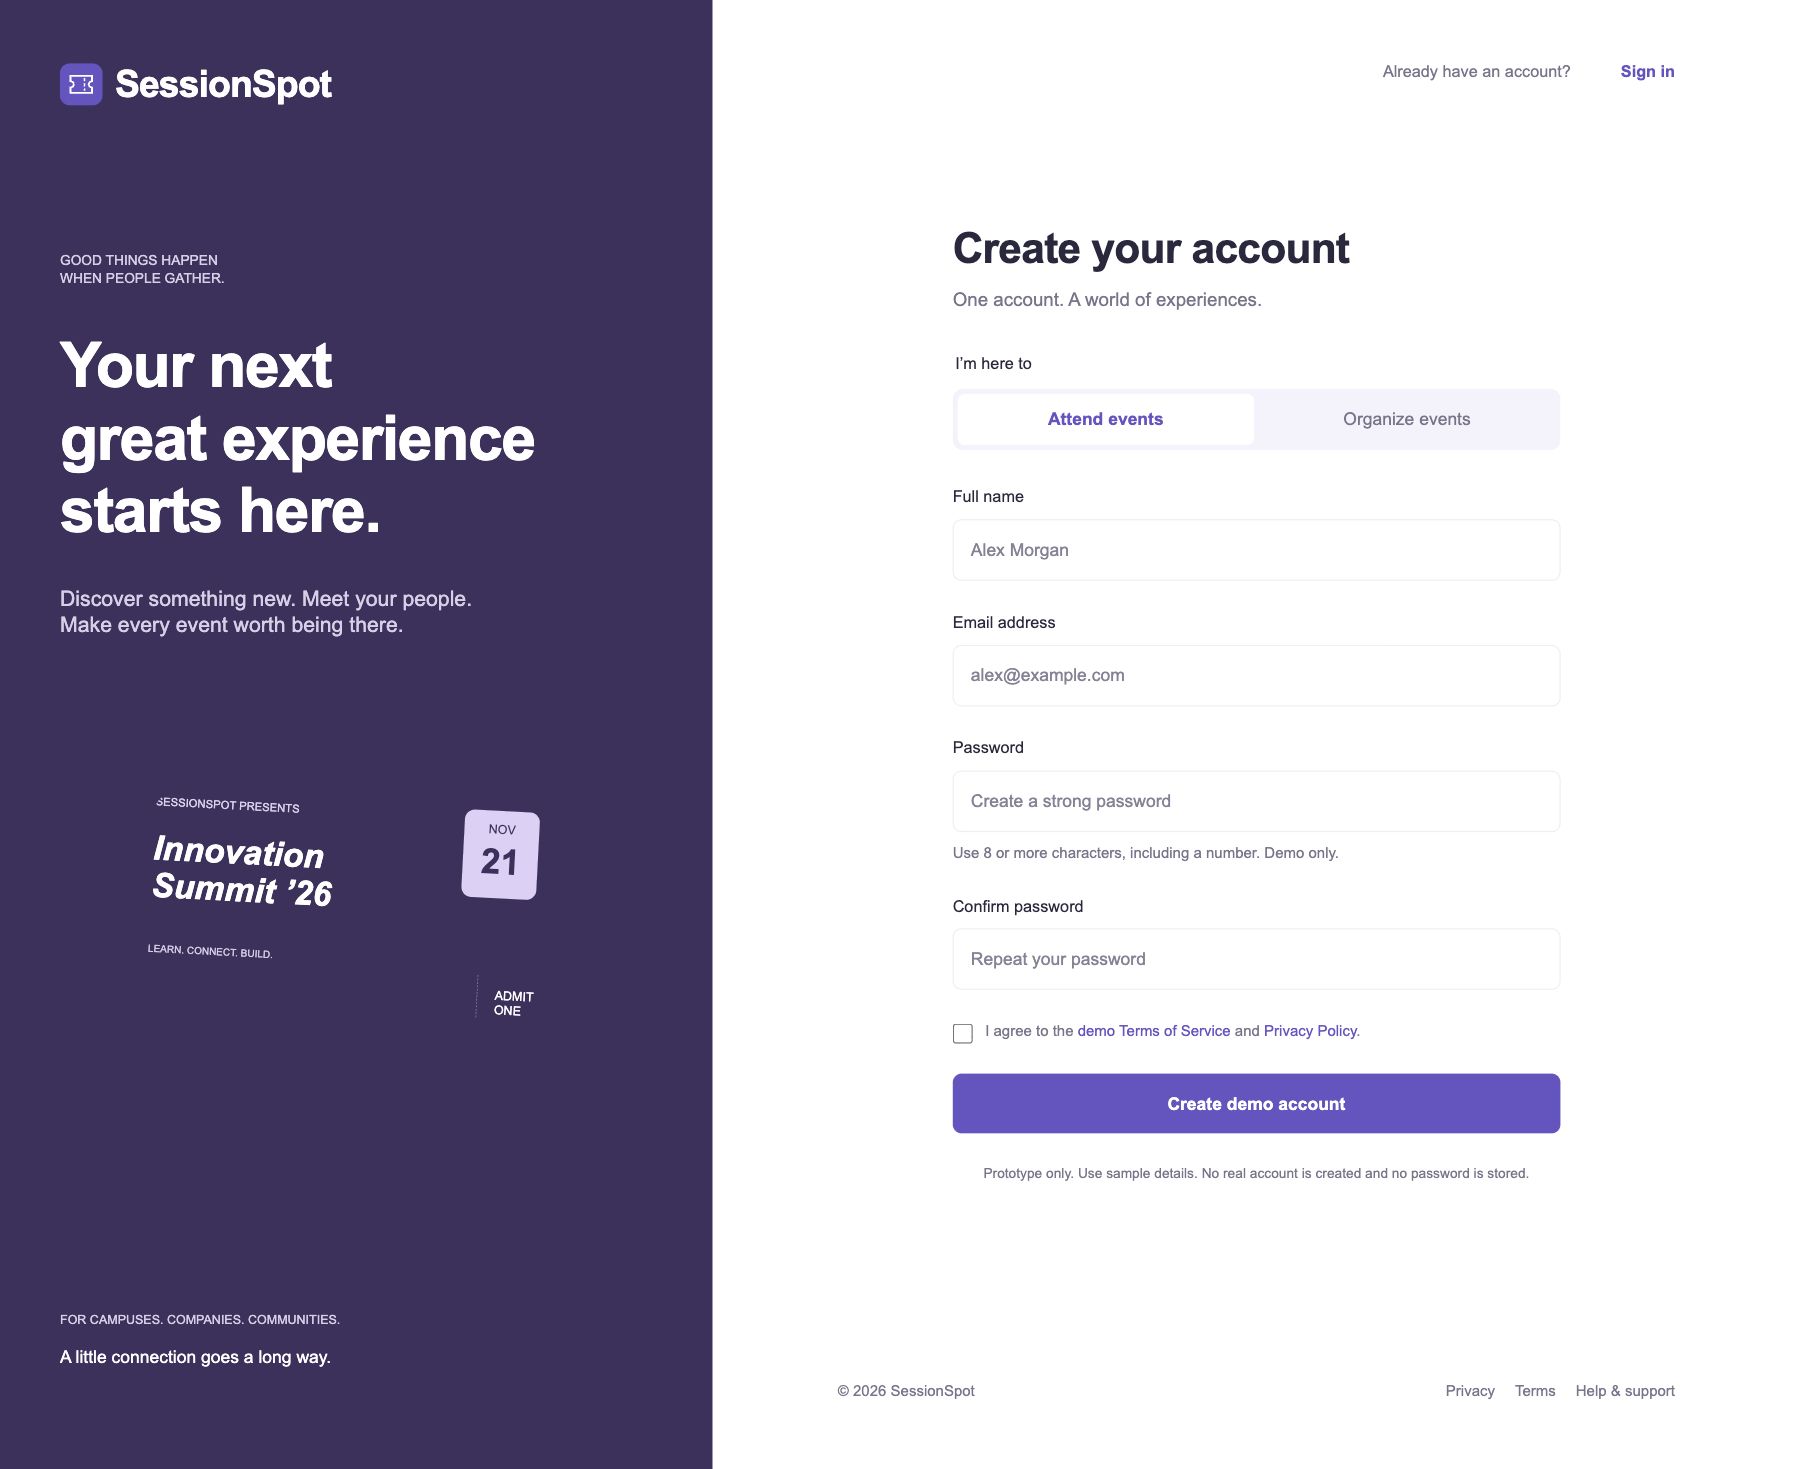 SessionSpot
GOOD THINGS HAPPEN
WHEN PEOPLE GATHER.
Your next
great experience
starts here.
Discover something new. Meet your people.
Make every event worth being there.
SESSIONSPOT PRESENTS
Innovation
Summit ’26
LEARN. CONNECT. BUILD.
NOV
21
ADMIT
ONE
FOR CAMPUSES. COMPANIES. COMMUNITIES.
A little connection goes a long way.
Already have an account? Sign in
Create your account
One account. A world of experiences.
I’m here to
Attend events Organize events
Full name
Alex Morgan
Email address
alex@example.com
Password
Create a strong password
Use 8 or more characters, including a number. Demo only.
Confirm password
Repeat your password
I agree to the demo Terms of Service and Privacy Policy.
Create demo account
Prototype only. Use sample details. No real account is created and no password is stored.
© 2026 SessionSpot Privacy Terms Help & support